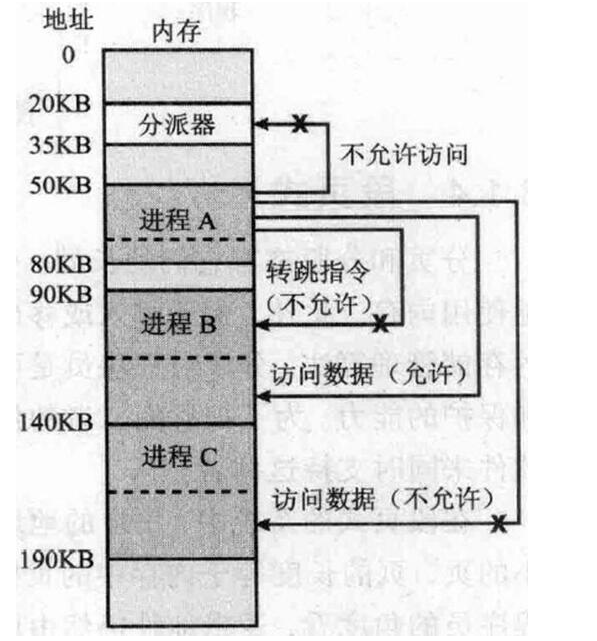 地址
内存
0
20KB
分派器
35KB
不允许访问
50KB
进程 A
80KB
转跳指令
90KB
(不允许)
进程 B
访问数据(允许)
140KB
进程 C
访问数据(不允许)
190KB